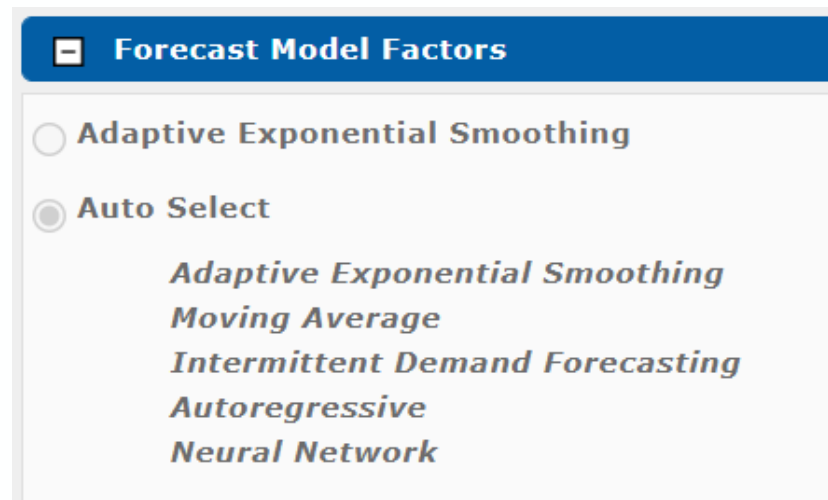 Forecast Model Factors
Adaptive Exponential Smoothing
Auto Select
Adaptive Exponential Smoothing
Moving Average
Intermittent Demand Forecasting
Autoregressive
Neural Network